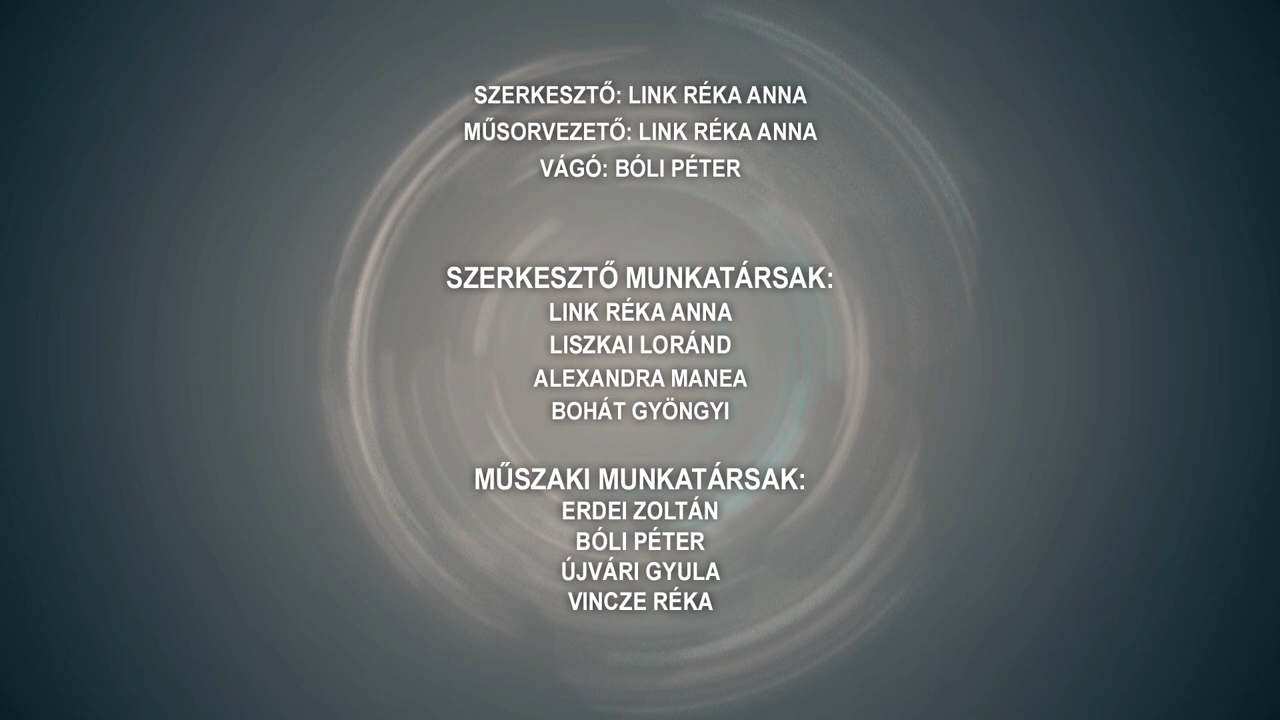 SZERKESZTŐ: LINK RÉKA ANNA
MŰSORVEZETŐ: LINK RÉKA ANNA
VÁGÓ: BÓLI PÉTER
SZERKESZTŐ MUNKATÁRSAK:
LINK RÉKA ANNA
LISZKAI LORÁND
ALEXANDRA MANEA
BOHÁT GYÖNGYI
MŰSZAKI MUNKATÁRSAK:
ERDEI ZOLTÁN
BÓLI PÉTER
ÚJVÁRI GYULA
VINCZE RÉKA